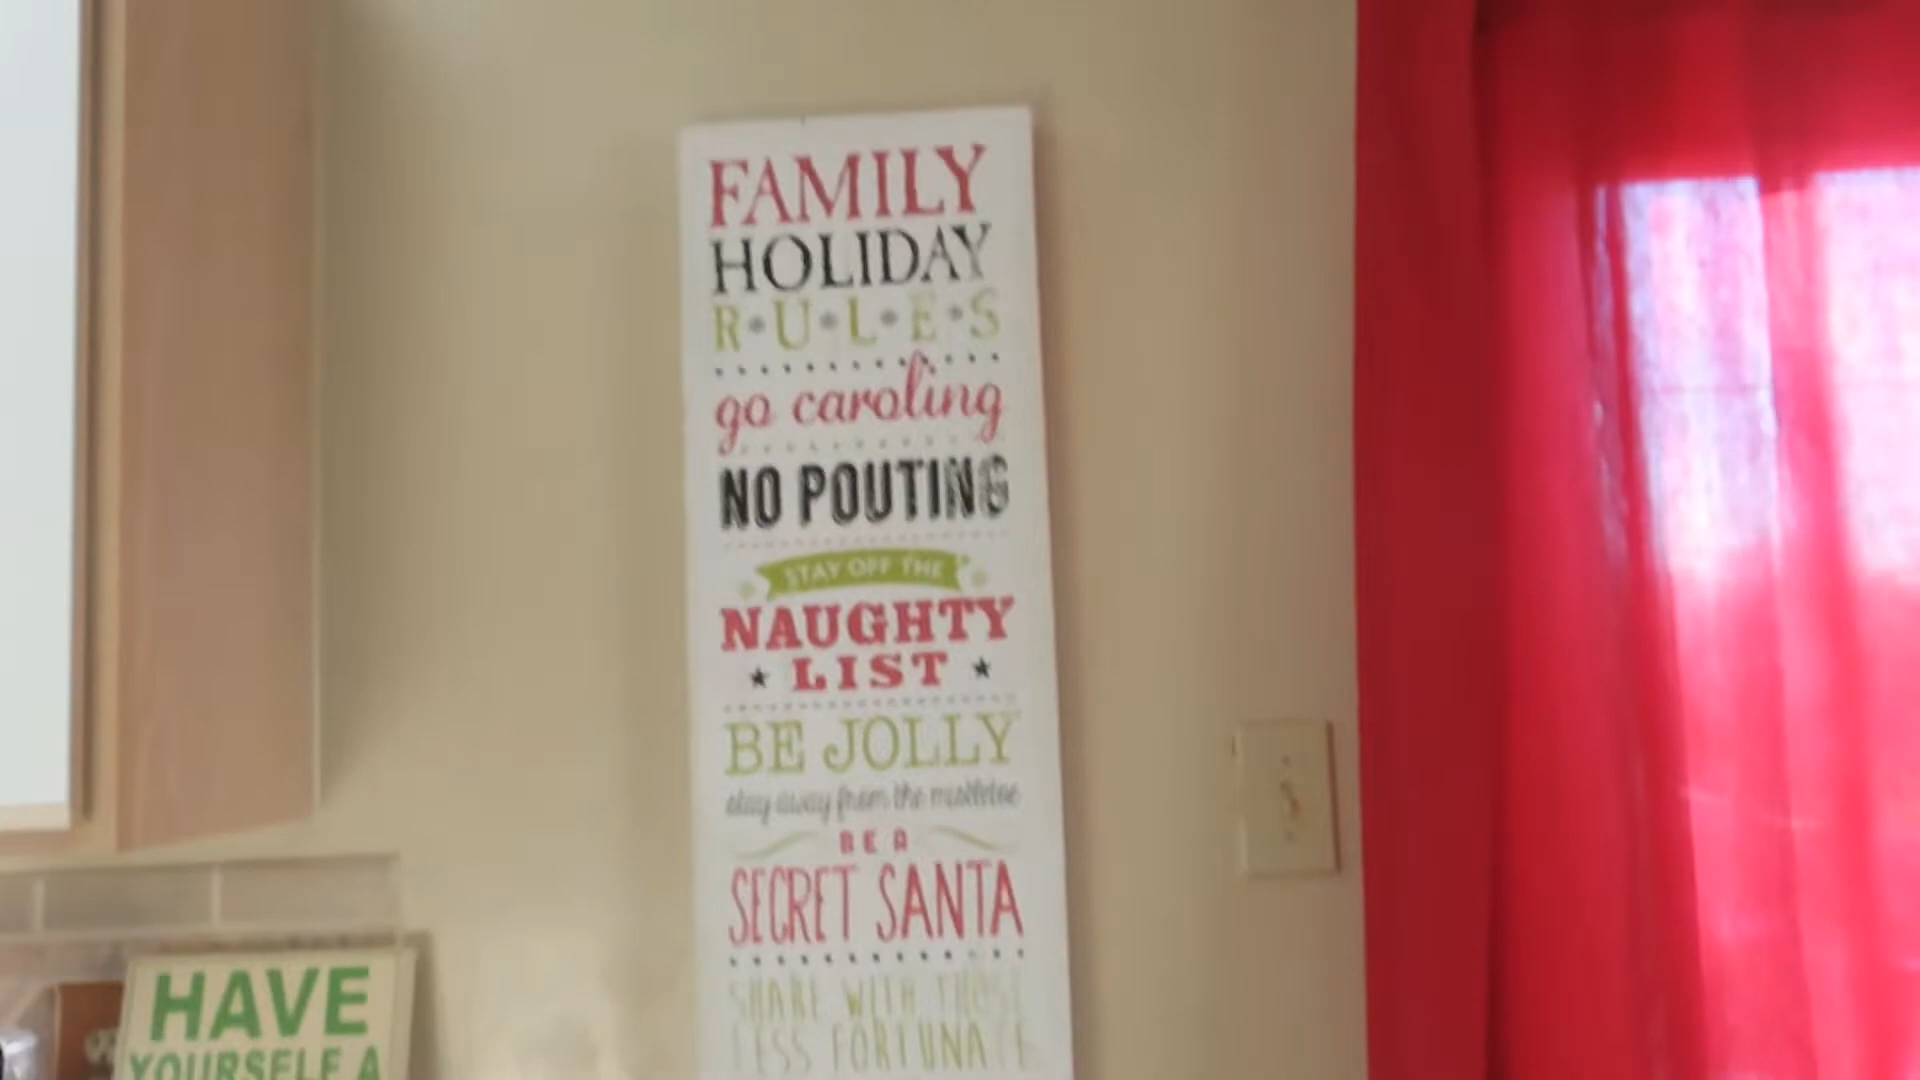 FAMILY
HOLIDAY
R•U•L•E•S
go caroling
NO POUTING
STAY OFF THE
NAUGHTY
LIST
BE JOLLY
stay away from the mistletoe
BE A
SECRET SANTA
SHARE WITH THOSE
LESS FORTUNATE
HAVE
YOURSELF A